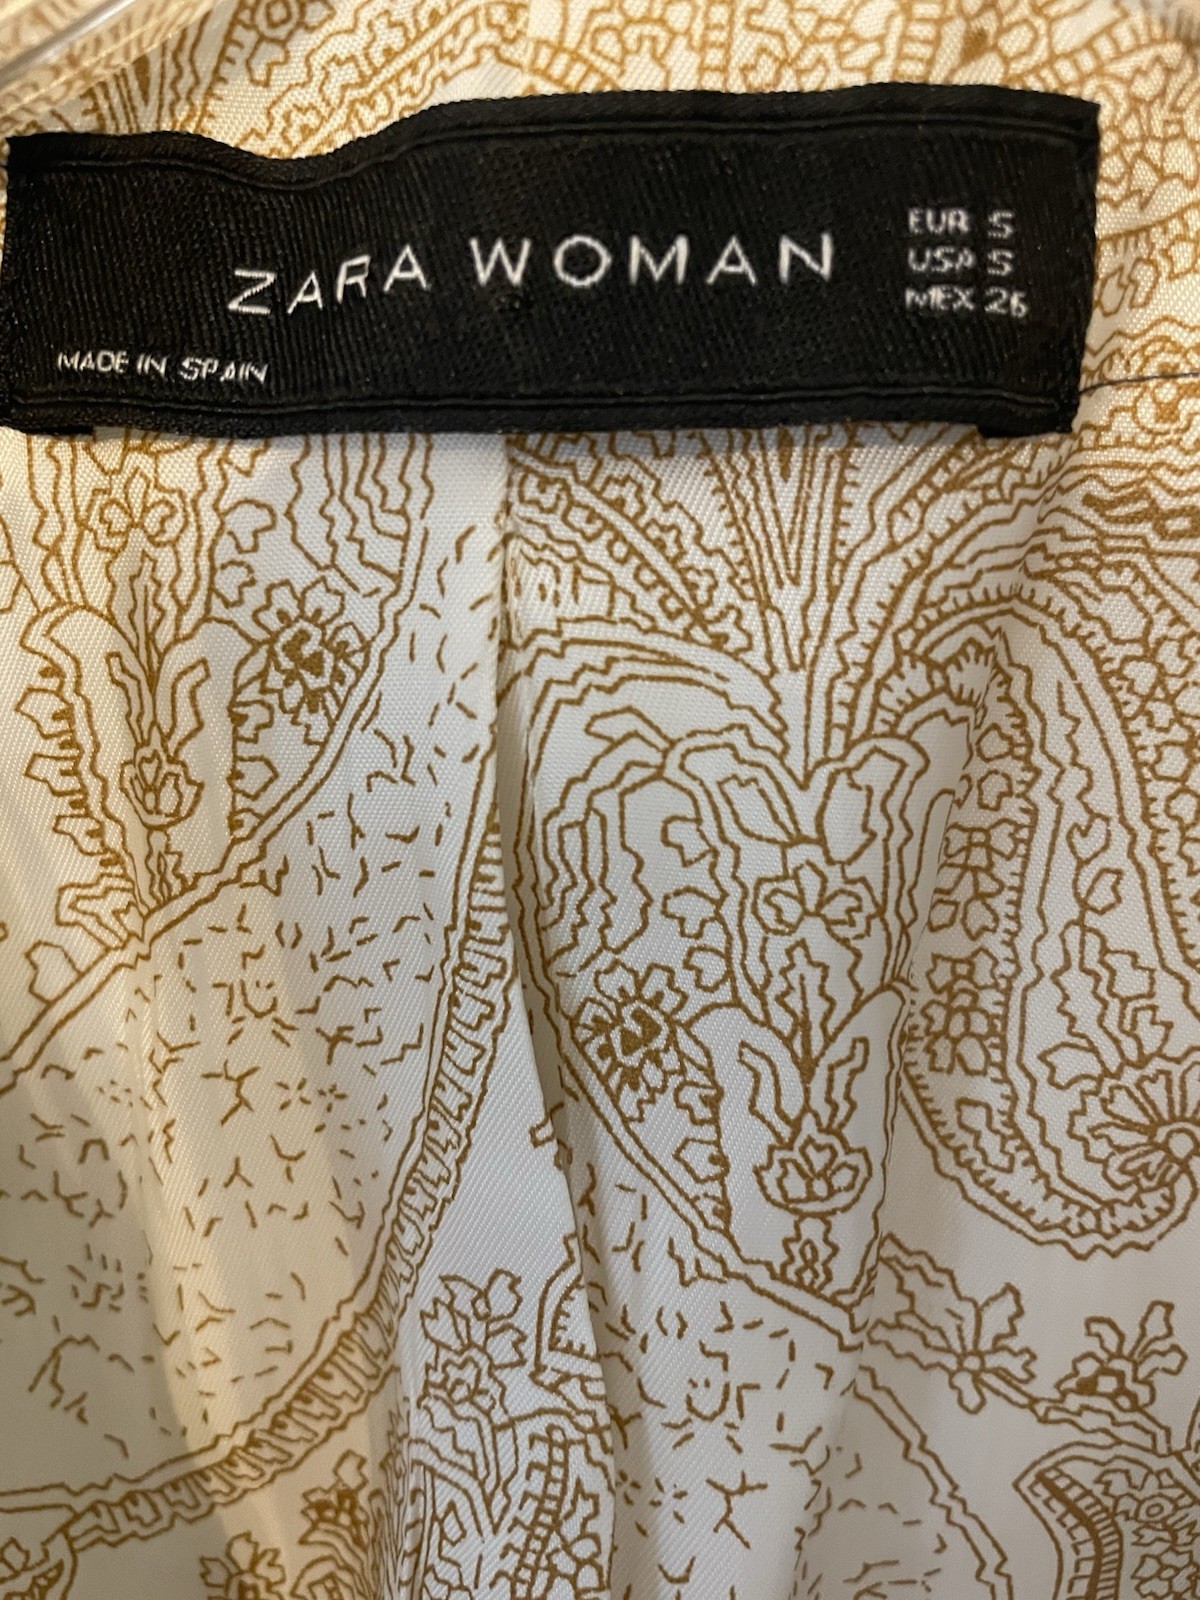 ZARA WOMAN
EUR S
USA S
MEX 26
MADE IN SPAIN